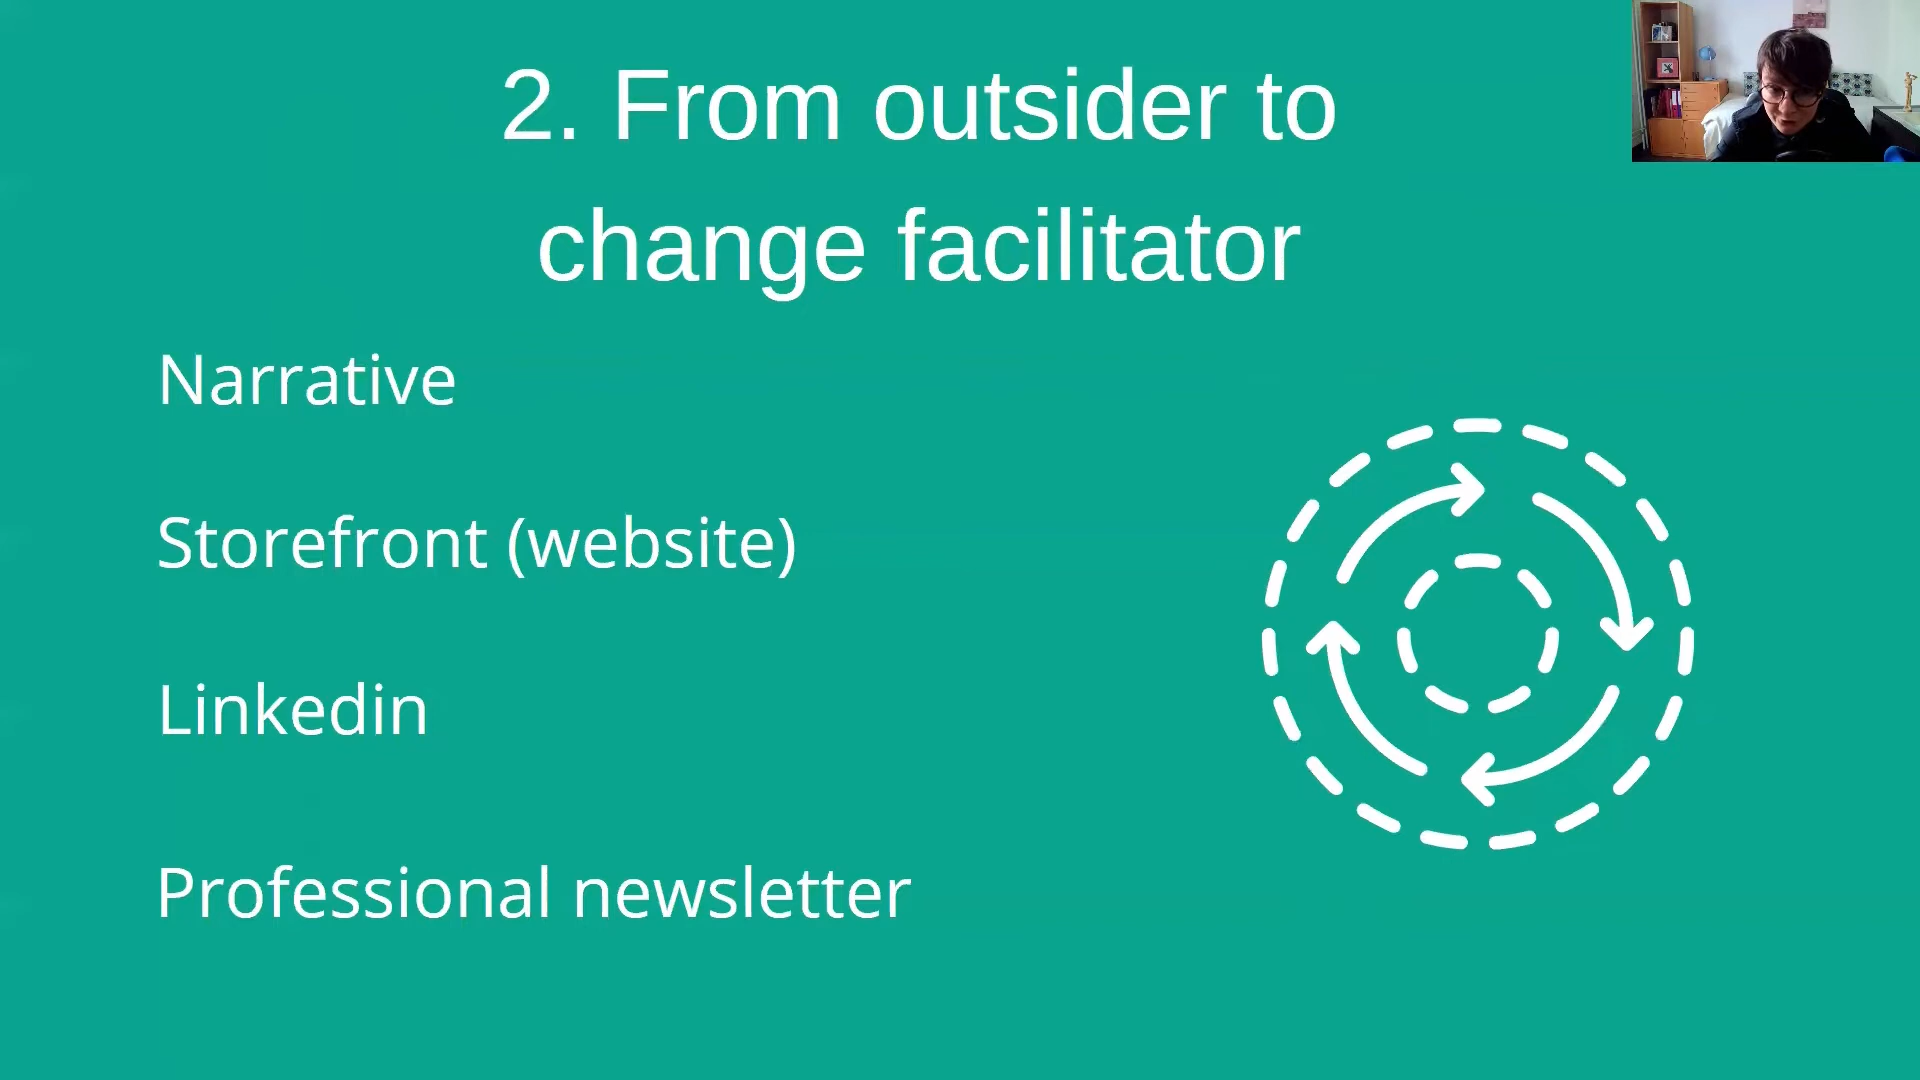 2. From outsider to
change facilitator
Narrative
Storefront (website)
Linkedin
Professional newsletter